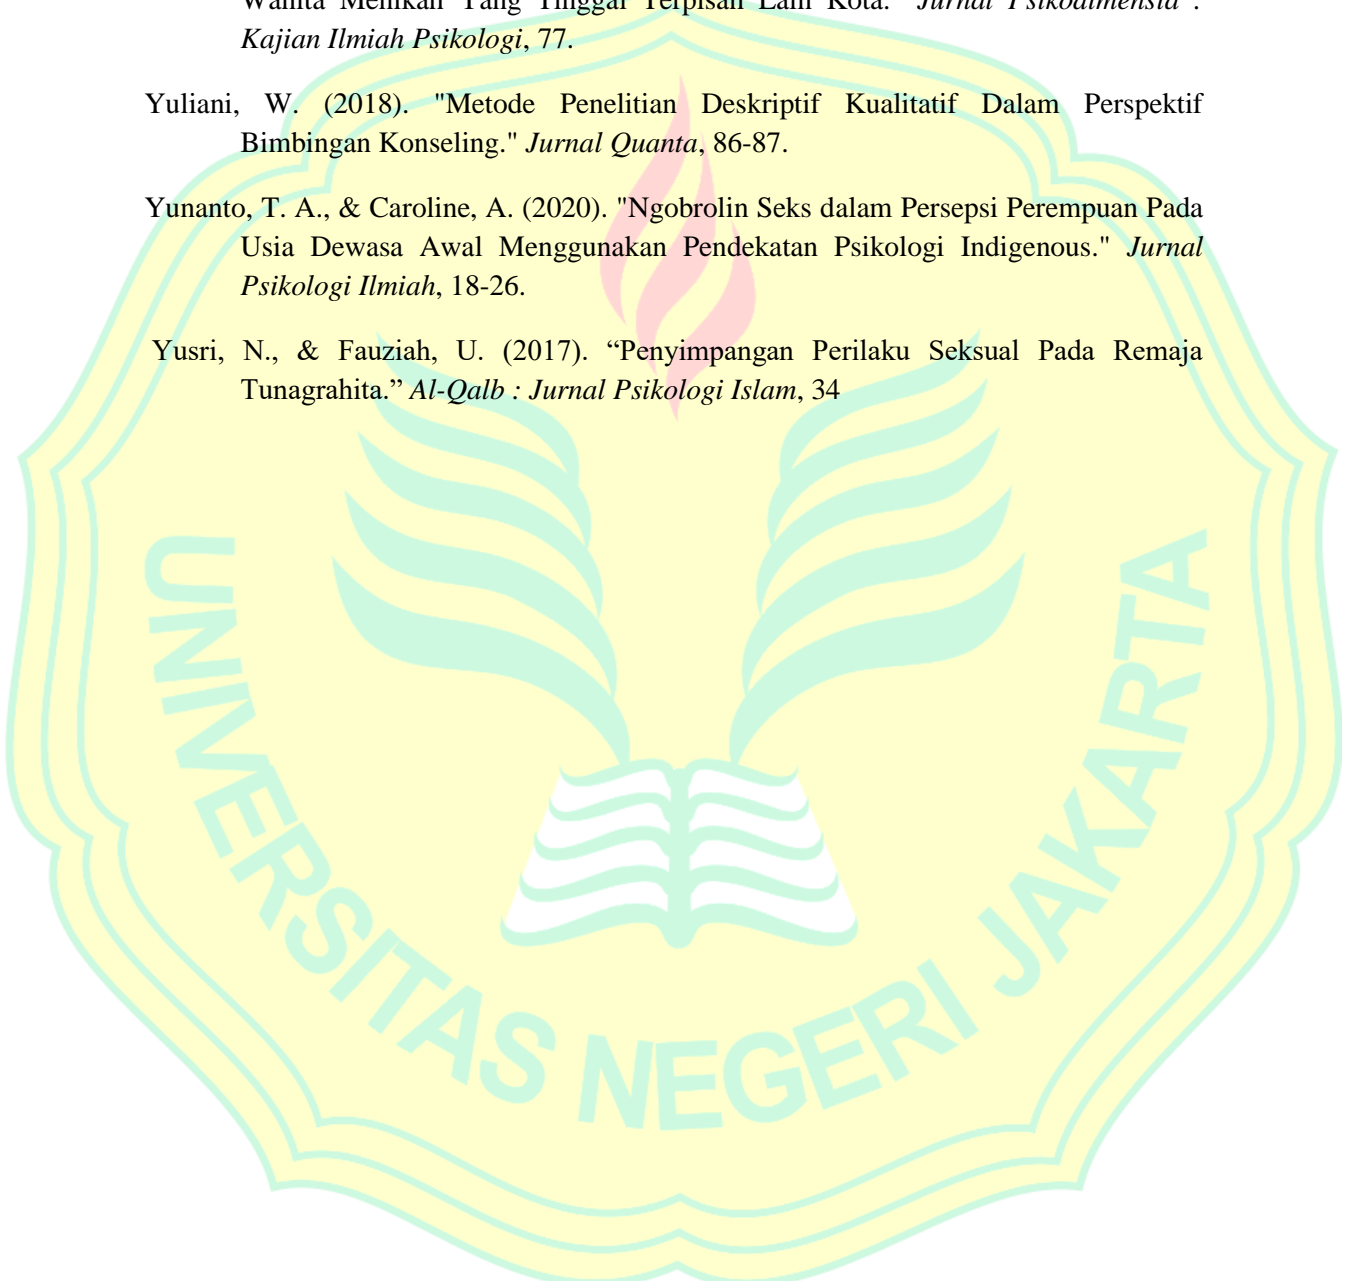 Wanita Menikah Yang Tinggal Terpisah Lain Kota." Jurnal Psikodimensia :
Kajian Ilmiah Psikologi, 77.
Yuliani, W. (2018). "Metode Penelitian Deskriptif Kualitatif Dalam Perspektif
Bimbingan Konseling." Jurnal Quanta, 86-87.
Yunanto, T. A., & Caroline, A. (2020). "Ngobrolin Seks dalam Persepsi Perempuan Pada
Usia Dewasa Awal Menggunakan Pendekatan Psikologi Indigenous." Jurnal
Psikologi Ilmiah, 18-26.
Yusri, N., & Fauziah, U. (2017). “Penyimpangan Perilaku Seksual Pada Remaja
Tunagrahita.” Al-Qalb : Jurnal Psikologi Islam, 34
UNIVERSITAS NEGERI JAKARTA